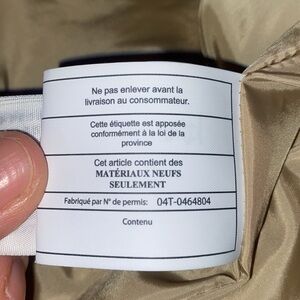 Ne pas enlever avant la
livraison au consommateur.
Cette étiquette est apposée
conformément à la loi de la
province
Cet article contient des
MATÉRIAUX NEUFS
SEULEMENT
Fabriqué par N° de permis: 04T-0464804
Contenu